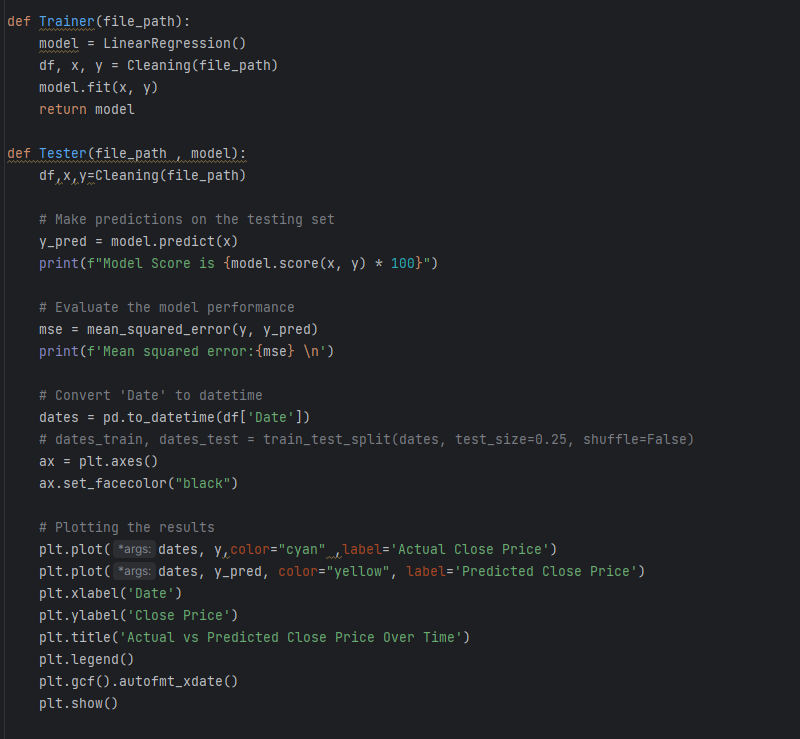 def Trainer(file_path):
    model = LinearRegression()
    df, x, y = Cleaning(file_path)
    model.fit(x, y)
    return model

def Tester(file_path , model):
    df,x,y=Cleaning(file_path)

    # Make predictions on the testing set
    y_pred = model.predict(x)
    print(f"Model Score is {model.score(x, y) * 100}")

    # Evaluate the model performance
    mse = mean_squared_error(y, y_pred)
    print(f'Mean squared error:{mse} \n')

    # Convert 'Date' to datetime
    dates = pd.to_datetime(df['Date'])
    # dates_train, dates_test = train_test_split(dates, test_size=0.25, shuffle=False)
    ax = plt.axes()
    ax.set_facecolor("black")

    # Plotting the results
    plt.plot( *args: dates, y,color="cyan" ,label='Actual Close Price')
    plt.plot( *args: dates, y_pred, color="yellow", label='Predicted Close Price')
    plt.xlabel('Date')
    plt.ylabel('Close Price')
    plt.title('Actual vs Predicted Close Price Over Time')
    plt.legend()
    plt.gcf().autofmt_xdate()
    plt.show()